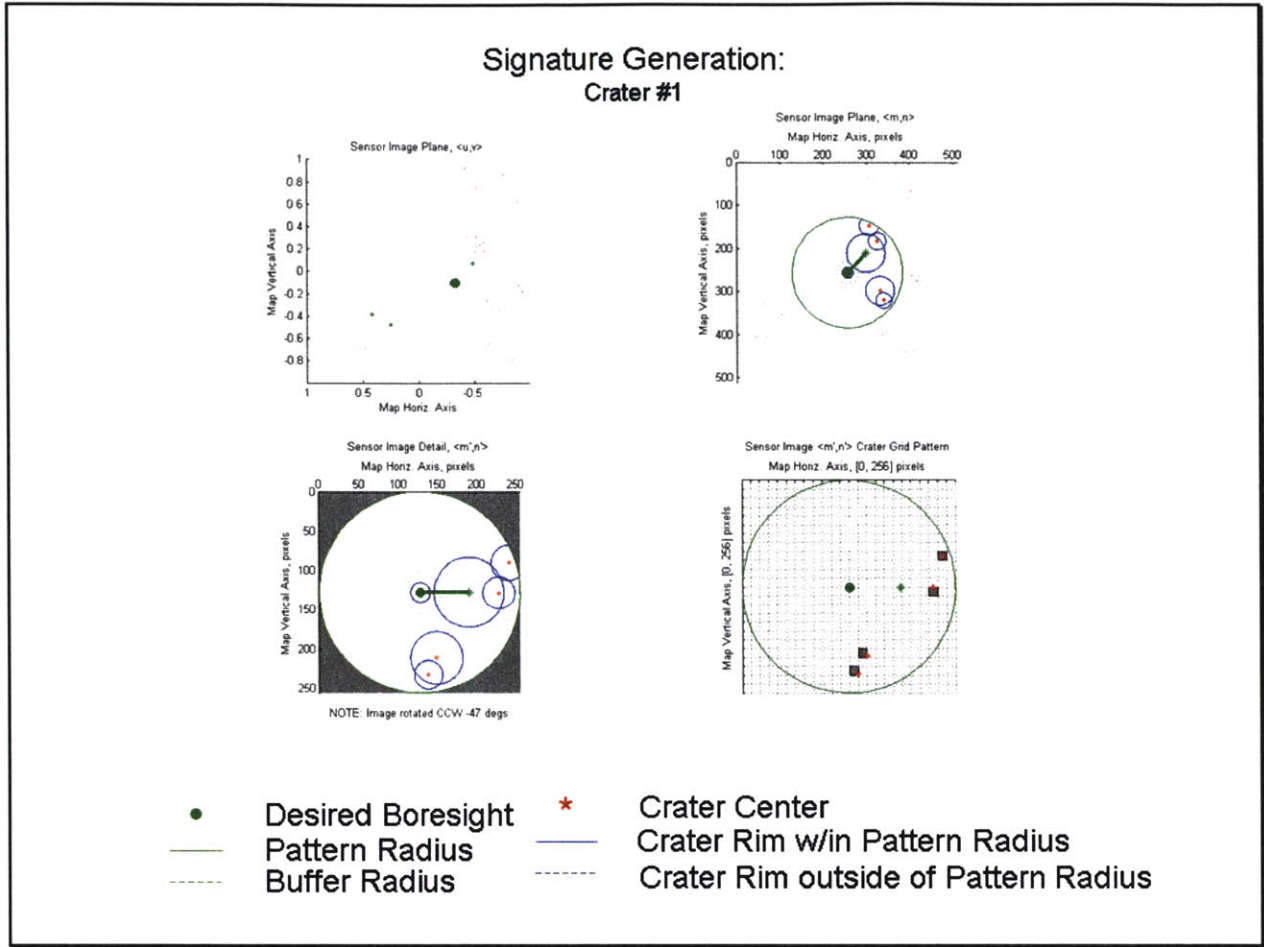 Signature Generation:
Crater #1
Sensor Image Plane, <u,v>
1
0.8
0.6
0.4
0.2
0
-0.2
-0.4
-0.6
-0.8
Map Vertical Axis
1 0.5 0 -0.5
Map Horiz. Axis
Sensor Image Plane, <m,n>
Map Horiz. Axis, pixels
0 100 200 300 400 500
0
100
200
300
400
500
Map Vertical Axis, pixels
Sensor Image Detail, <m',n'>
Map Horiz. Axis, pixels
0 50 100 150 200 250
0
50
100
150
200
250
Map Vertical Axis, pixels
NOTE: Image rotated CCW -47 degs
Sensor Image <m',n'> Crater Grid Pattern
Map Horiz. Axis, [0, 256] pixels
Map Vertical Axis, [0, 256] pixels
Desired Boresight
Pattern Radius
Buffer Radius
Crater Center
Crater Rim w/in Pattern Radius
Crater Rim outside of Pattern Radius